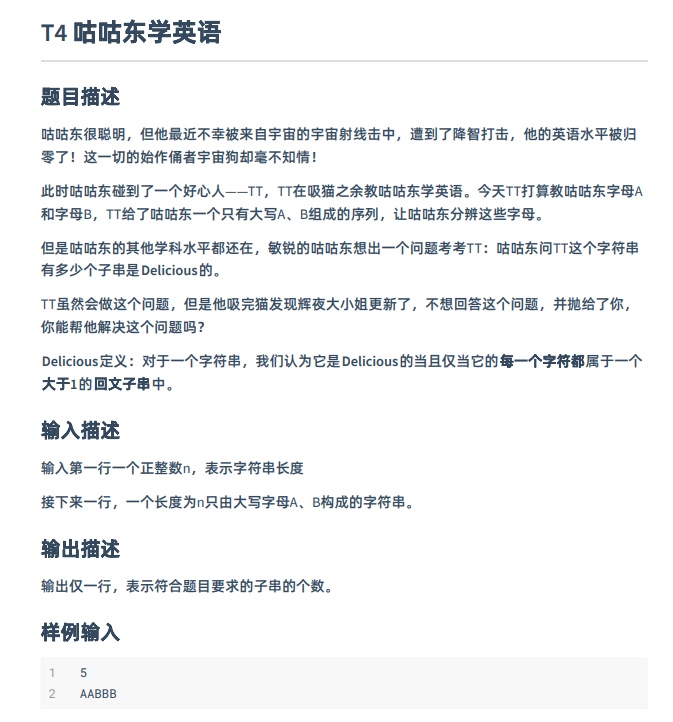 T4 咕咕东学英语
题目描述
咕咕东很聪明，但他最近不幸被来自宇宙的宇宙射线击中，遭到了降智打击，他的英语水平被归
零了！这一切的始作俑者宇宙狗却毫不知情！
此时咕咕东碰到了一个好心人——TT，TT在吸猫之余教咕咕东学英语。今天TT打算教咕咕东字母A
和字母B，TT给了咕咕东一个只有大写A、B组成的序列，让咕咕东分辨这些字母。
但是咕咕东的其他学科水平都还在，敏锐的咕咕东想出一个问题考考TT：咕咕东问TT这个字符串
有多少个子串是Delicious的。
TT虽然会做这个问题，但是他吸完猫发现辉夜大小姐更新了，不想回答这个问题，并抛给了你，
你能帮他解决这个问题吗？
Delicious定义：对于一个字符串，我们认为它是Delicious的当且仅当它的每一个字符都属于一个
大于1的回文子串中。
输入描述
输入第一行一个正整数n，表示字符串长度
接下来一行，一个长度为n只由大写字母A、B构成的字符串。
输出描述
输出仅一行，表示符合题目要求的子串的个数。
样例输入
1 5
2 AABBB